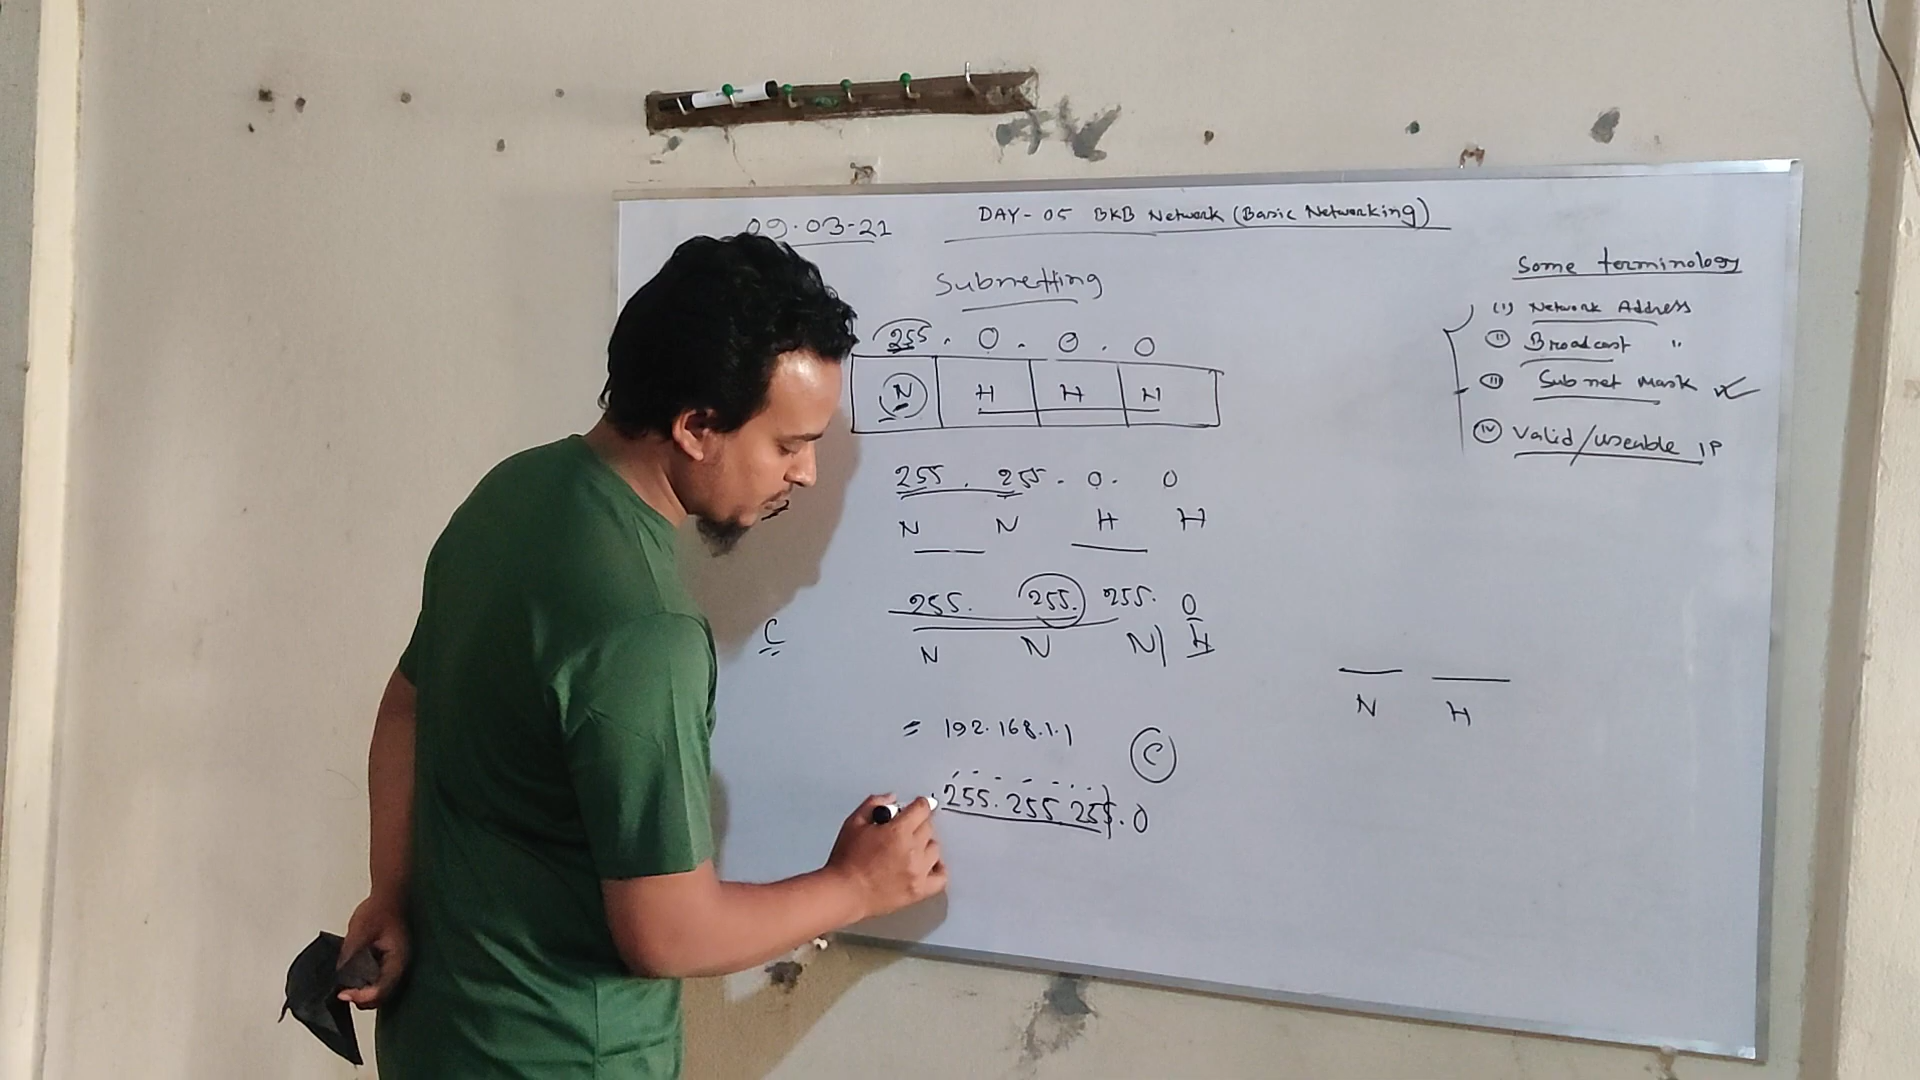 09.03-21
DAY-05 BKB Network (Basic Networking)
Subnetting
255. 0. 0. 0
N H H H
255. 255. 0. 0
N N H H
255. 255. 255. 0
C N N N H
= 192.168.1.1 C
255. 255 255. 0
N H
Some terminology
(i) Network Address
(ii) Broadcast "
Subnet mask ✓
(iv) Valid/useable IP